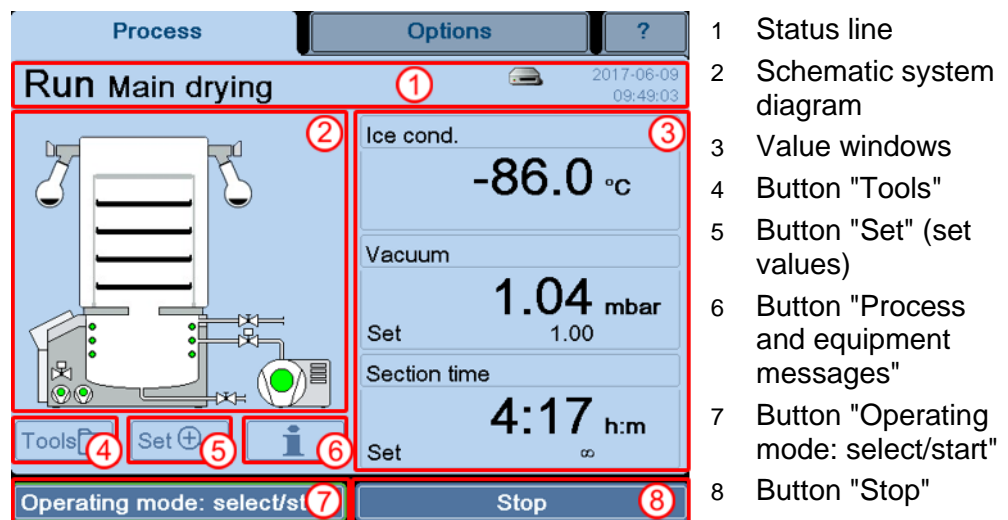 Process
Options
?
Run Main drying
1
2017-06-09
09:49:03
2
Ice cond.
3
-86.0 °C
Vacuum
1.04 mbar
Set 1.00
Section time
4:17 h:m
Set ∞
Tools
4
Set
5
i
6
Operating mode: select/st
7
Stop
8
1 Status line
2 Schematic system
diagram
3 Value windows
4 Button "Tools"
5 Button "Set" (set
values)
6 Button "Process
and equipment
messages"
7 Button "Operating
mode: select/start"
8 Button "Stop"